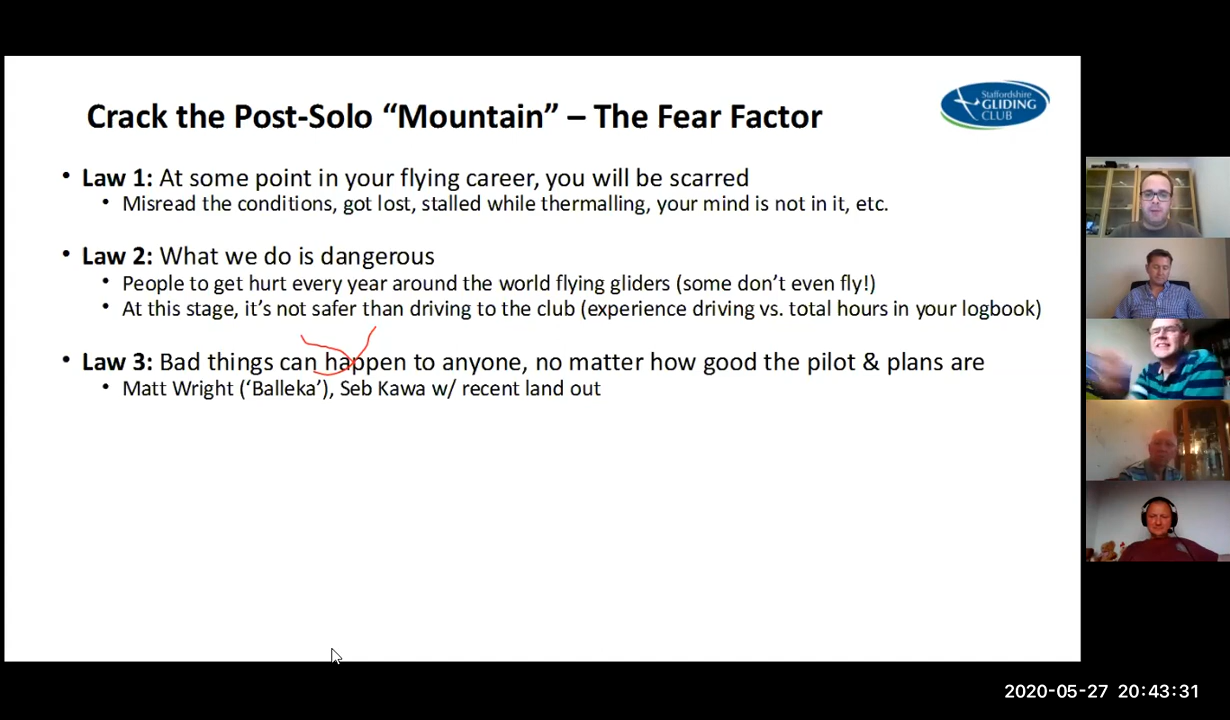 Crack the Post-Solo “Mountain” – The Fear Factor
Staffordshire
GLIDING
CLUB
• Law 1: At some point in your flying career, you will be scarred
• Misread the conditions, got lost, stalled while thermalling, your mind is not in it, etc.
• Law 2: What we do is dangerous
• People to get hurt every year around the world flying gliders (some don’t even fly!)
• At this stage, it’s not safer than driving to the club (experience driving vs. total hours in your logbook)
• Law 3: Bad things can happen to anyone, no matter how good the pilot & plans are
• Matt Wright (‘Balleka’), Seb Kawa w/ recent land out
2020-05-27 20:43:31